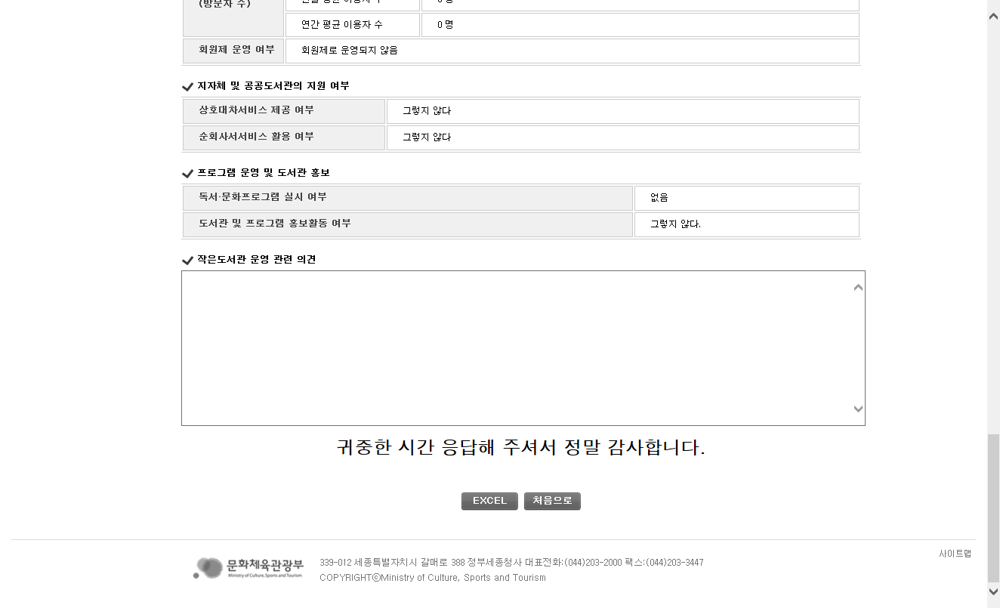 (방문자 수)
연간 평균 이용자 수
0 명
회원제 운영 여부
회원제로 운영되지 않음
지자체 및 공공도서관의 지원 여부
상호대차서비스 제공 여부
그렇지 않다
순회사서서비스 활용 여부
그렇지 않다
프로그램 운영 및 도서관 홍보
독서·문화프로그램 실시 여부
없음
도서관 및 프로그램 홍보활동 여부
그렇지 않다.
작은도서관 운영 관련 의견
귀중한 시간 응답해 주셔서 정말 감사합니다.
EXCEL
처음으로
사이트맵
문화체육관광부
Ministry of Culture, Sports and Tourism
339-012 세종특별자치시 갈매로 388 정부세종청사 대표전화:(044)203-2000 팩스:(044)203-3447
COPYRIGHTⓒMinistry of Culture, Sports and Tourism